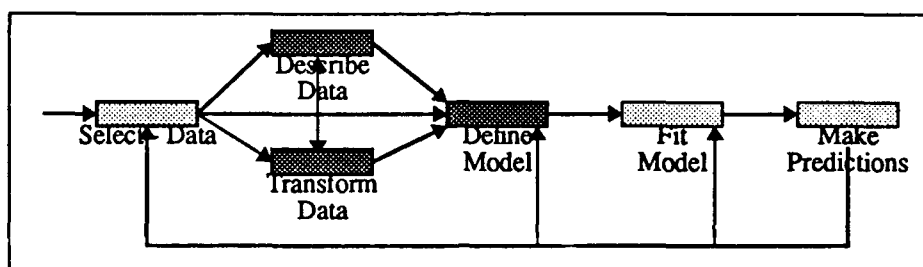 Describe
Data
Select Data
Define
Model
Fit
Model
Make
Predictions
Transform
Data